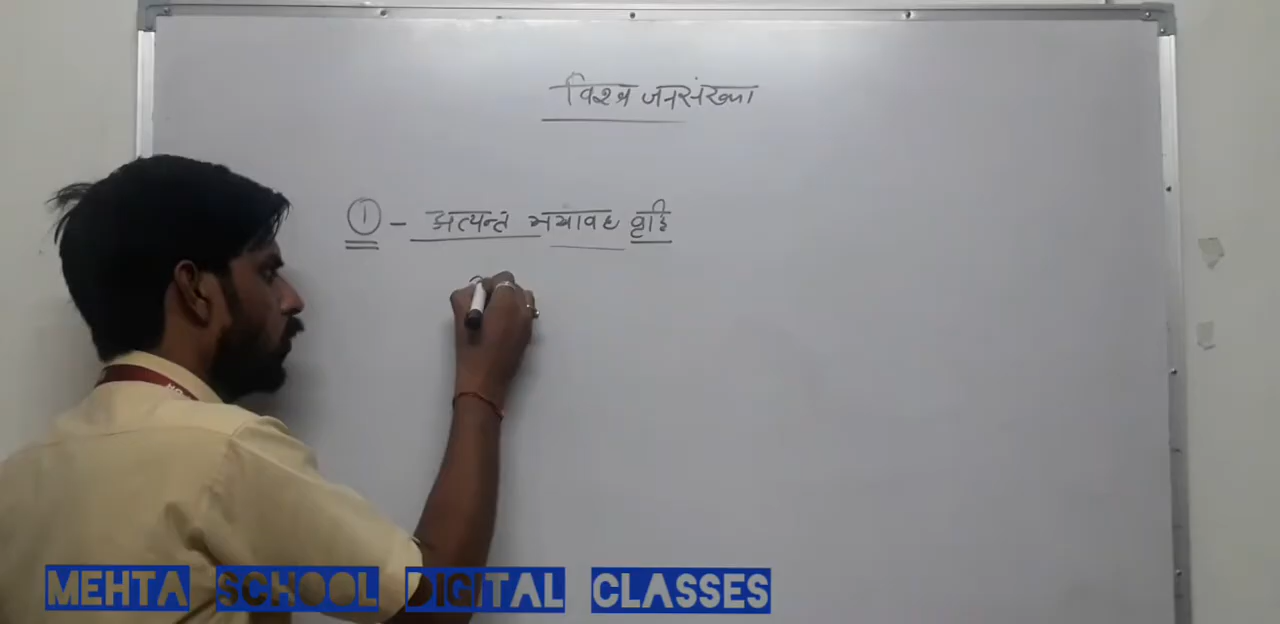 विश्व जनसंख्या
① - अत्यन्त भयावह वृद्धि
MEHTA SCHOOL DIGITAL CLASSES